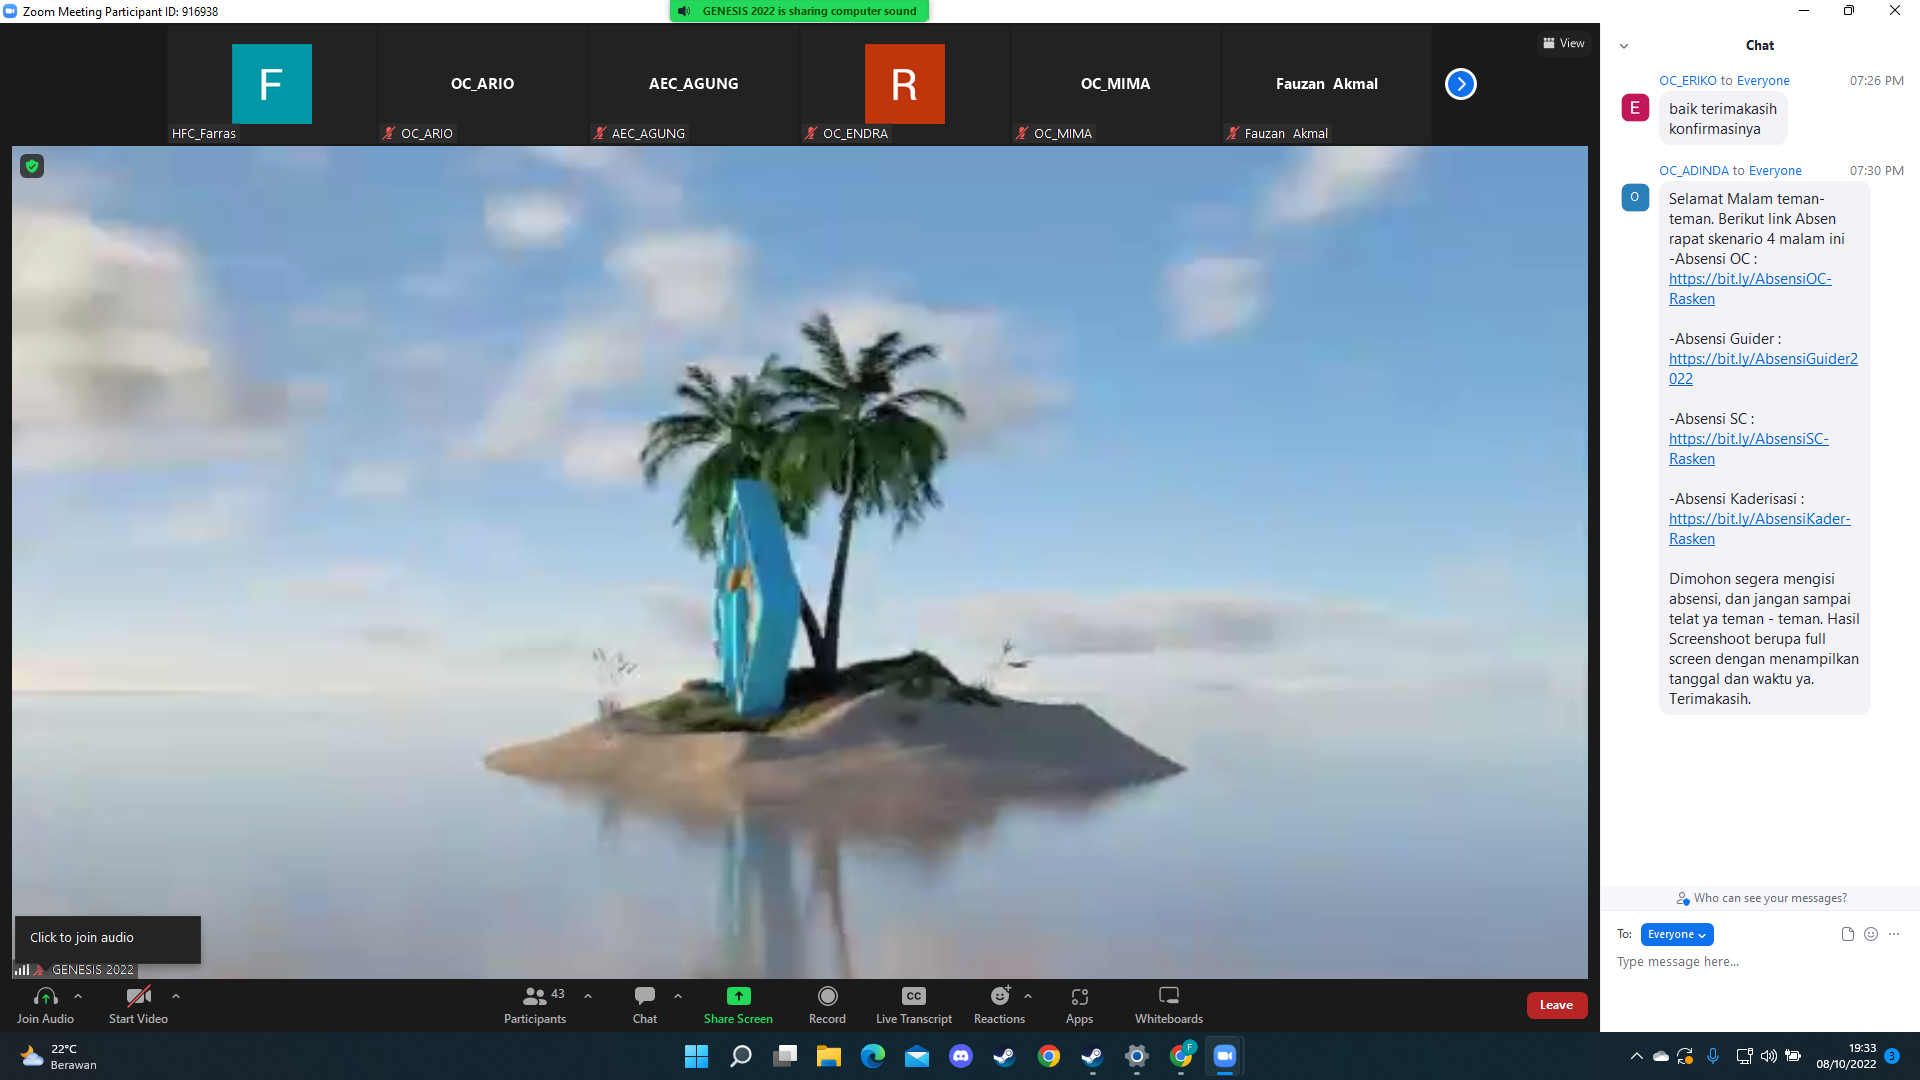 Zoom Meeting Participant ID: 916938
GENESIS 2022 is sharing computer sound
View
F
HFC_Farras
OC_ARIO
OC_ARIO
AEC_AGUNG
AEC_AGUNG
R
OC_ENDRA
OC_MIMA
OC_MIMA
Fauzan Akmal
Fauzan Akmal
Click to join audio
GENESIS 2022
Chat
OC_ERIKO to Everyone 07:26 PM
E
baik terimakasih
konfirmasinya
OC_ADINDA to Everyone 07:30 PM
O
Selamat Malam teman-
teman. Berikut link Absen
rapat skenario 4 malam ini
-Absensi OC :
https://bit.ly/AbsensiOC-
Rasken
-Absensi Guider :
https://bit.ly/AbsensiGuider2
022
-Absensi SC :
https://bit.ly/AbsensiSC-
Rasken
-Absensi Kaderisasi :
https://bit.ly/AbsensiKader-
Rasken
Dimohon segera mengisi
absensi, dan jangan sampai
telat ya teman - teman. Hasil
Screenshoot berupa full
screen dengan menampilkan
tanggal dan waktu ya.
Terimakasih.
Who can see your messages?
To: Everyone
Type message here...
Join Audio
Start Video
43
Participants
Chat
Share Screen
Record
CC
Live Transcript
Reactions
Apps
Whiteboards
Leave
22°C
Berawan
F
19:33
08/10/2022
3